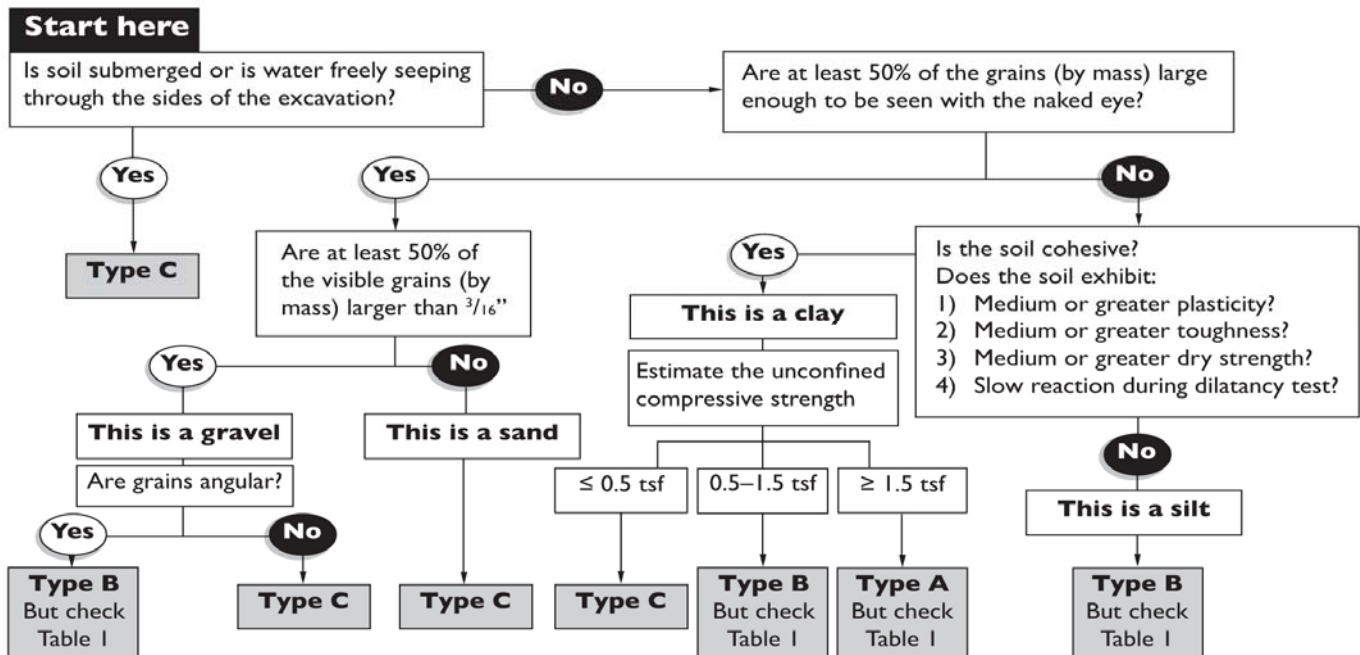 Start here
Is soil submerged or is water freely seeping
through the sides of the excavation?
No
Are at least 50% of the grains (by mass) large
enough to be seen with the naked eye?
Yes
Type C
Yes
No
Are at least 50% of
the visible grains (by
mass) larger than 3/16”
Yes
Is the soil cohesive?
Does the soil exhibit:
1) Medium or greater plasticity?
2) Medium or greater toughness?
3) Medium or greater dry strength?
4) Slow reaction during dilatancy test?
This is a clay
Estimate the unconfined
compressive strength
Yes
No
This is a gravel
Are grains angular?
This is a sand
≤ 0.5 tsf
0.5–1.5 tsf
≥ 1.5 tsf
No
This is a silt
Yes
No
Type B
But check
Table 1
Type C
Type C
Type C
Type B
But check
Table 1
Type A
But check
Table 1
Type B
But check
Table 1